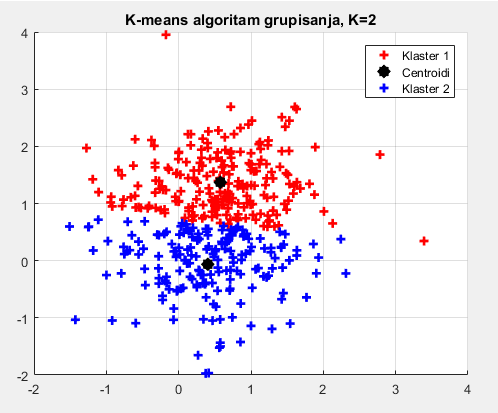 K-means algoritam grupisanja, K=2
Klaster 1
Centroidi
Klaster 2
4
3
2
1
0
-1
-2
-2 -1 0 1 2 3 4